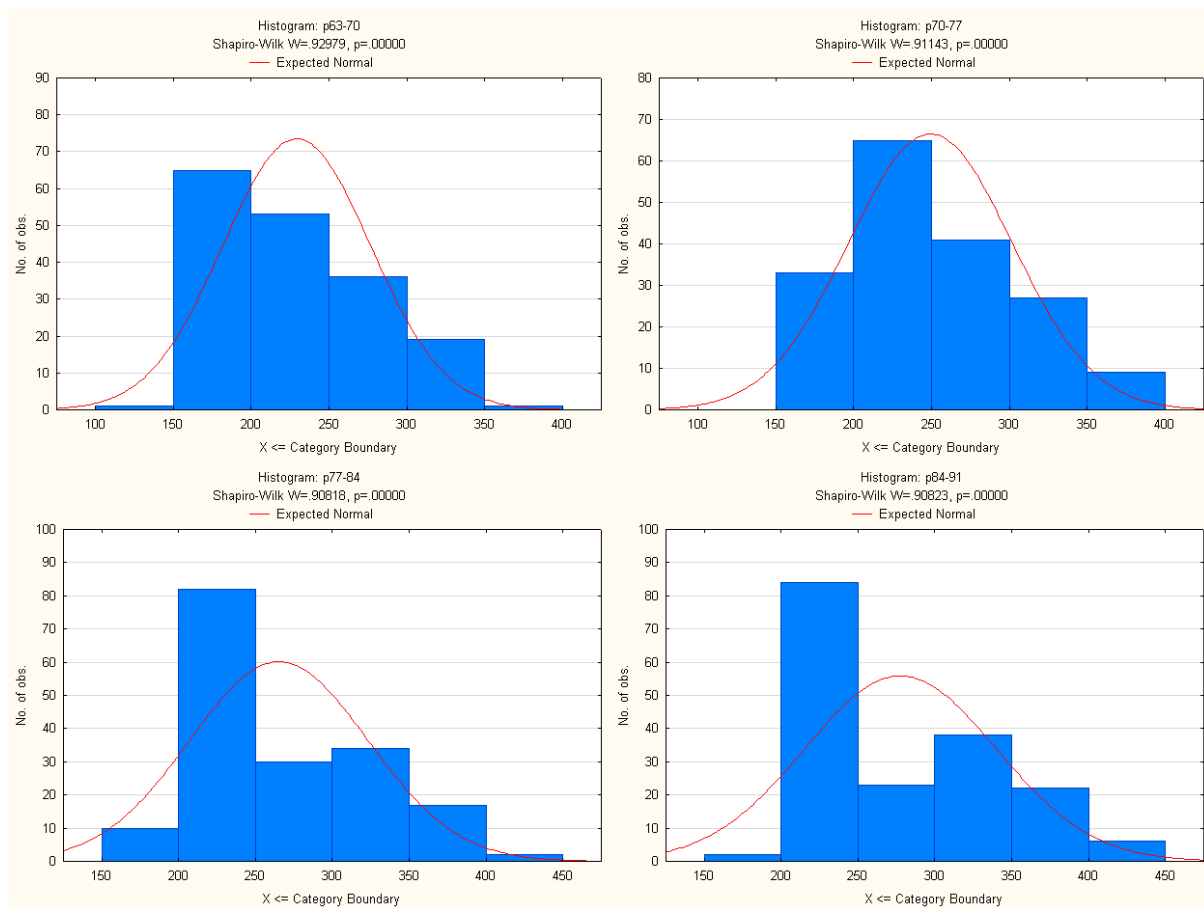 Histogram: p63-70
Shapiro-Wilk W=.92979, p=.00000
Expected Normal
90
80
70
60
50
40
30
20
10
0
No. of obs.
100 150 200 250 300 350 400
X <= Category Boundary
Histogram: p70-77
Shapiro-Wilk W=.91143, p=.00000
Expected Normal
80
70
60
50
40
30
20
10
0
No. of obs.
100 150 200 250 300 350 400
X <= Category Boundary
Histogram: p77-84
Shapiro-Wilk W=.90818, p=.00000
Expected Normal
100
90
80
70
60
50
40
30
20
10
0
No. of obs.
150 200 250 300 350 400 450
X <= Category Boundary
Histogram: p84-91
Shapiro-Wilk W=.90823, p=.00000
Expected Normal
100
90
80
70
60
50
40
30
20
10
0
No. of obs.
150 200 250 300 350 400 450
X <= Category Boundary